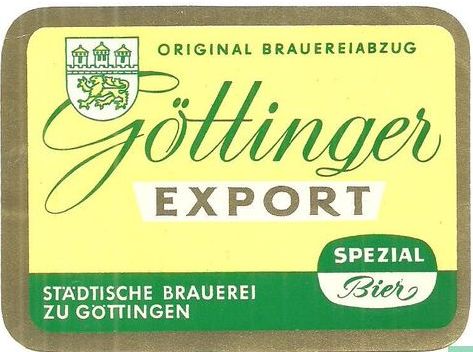 ORIGINAL BRAUEREIABZUG
Göttinger
EXPORT
SPEZIAL
Bier
STÄDTISCHE BRAUEREI
ZU GÖTTINGEN